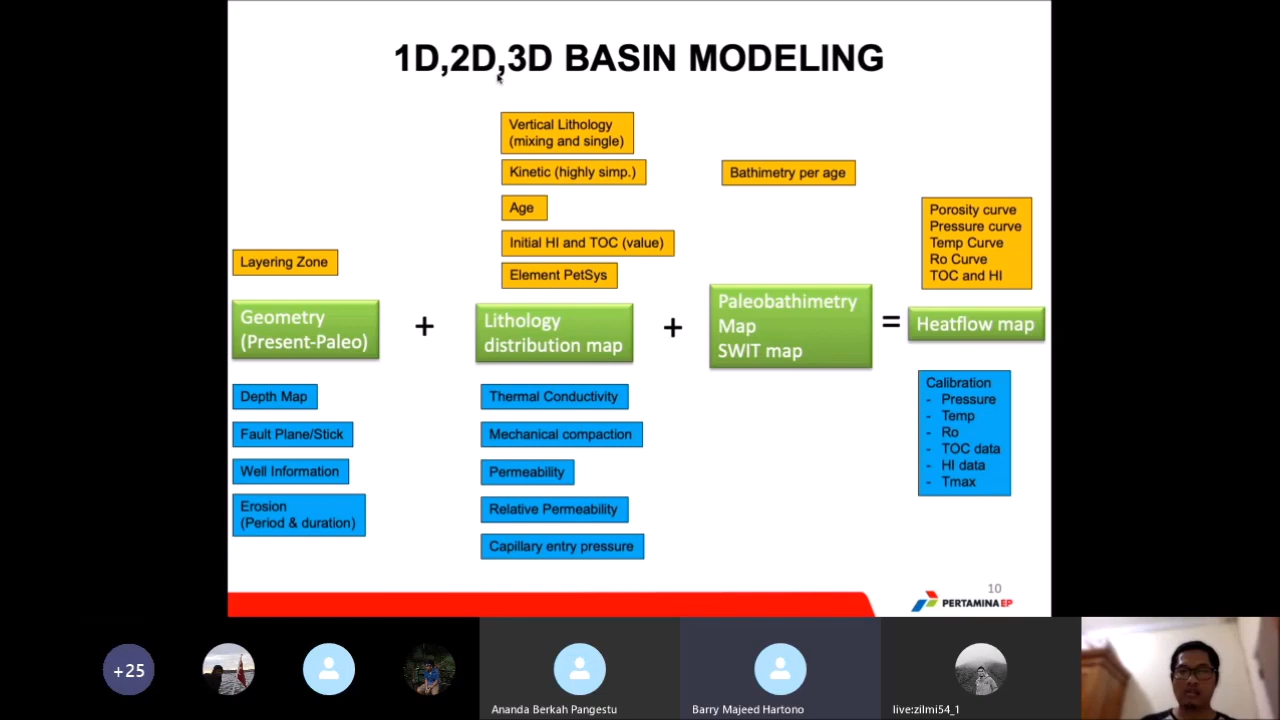 1D,2D,3D BASIN MODELING
Vertical Lithology
(mixing and single)
Kinetic (highly simp.)
Age
Initial HI and TOC (value)
Element PetSys
Bathimetry per age
Porosity curve
Pressure curve
Temp Curve
Ro Curve
TOC and HI
Layering Zone
Geometry
(Present-Paleo)
+
Lithology
distribution map
+
Paleobathimetry
Map
SWIT map
=
Heatflow map
Depth Map
Fault Plane/Stick
Well Information
Erosion
(Period & duration)
Thermal Conductivity
Mechanical compaction
Permeability
Relative Permeability
Capillary entry pressure
Calibration
- Pressure
- Temp
- Ro
- TOC data
- HI data
- Tmax
10
PERTAMINA EP
+25
Ananda Berkah Pangestu
Barry Majeed Hartono
live:zilmi54_1